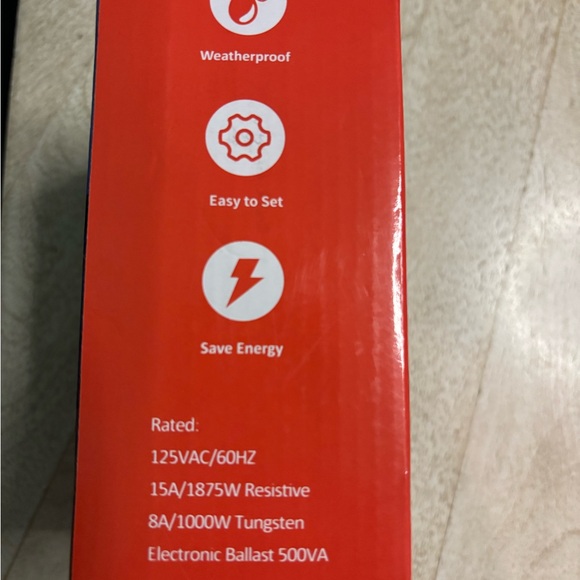 Weatherproof
Easy to Set
Save Energy
Rated:
125VAC/60HZ
15A/1875W Resistive
8A/1000W Tungsten
Electronic Ballast 500VA